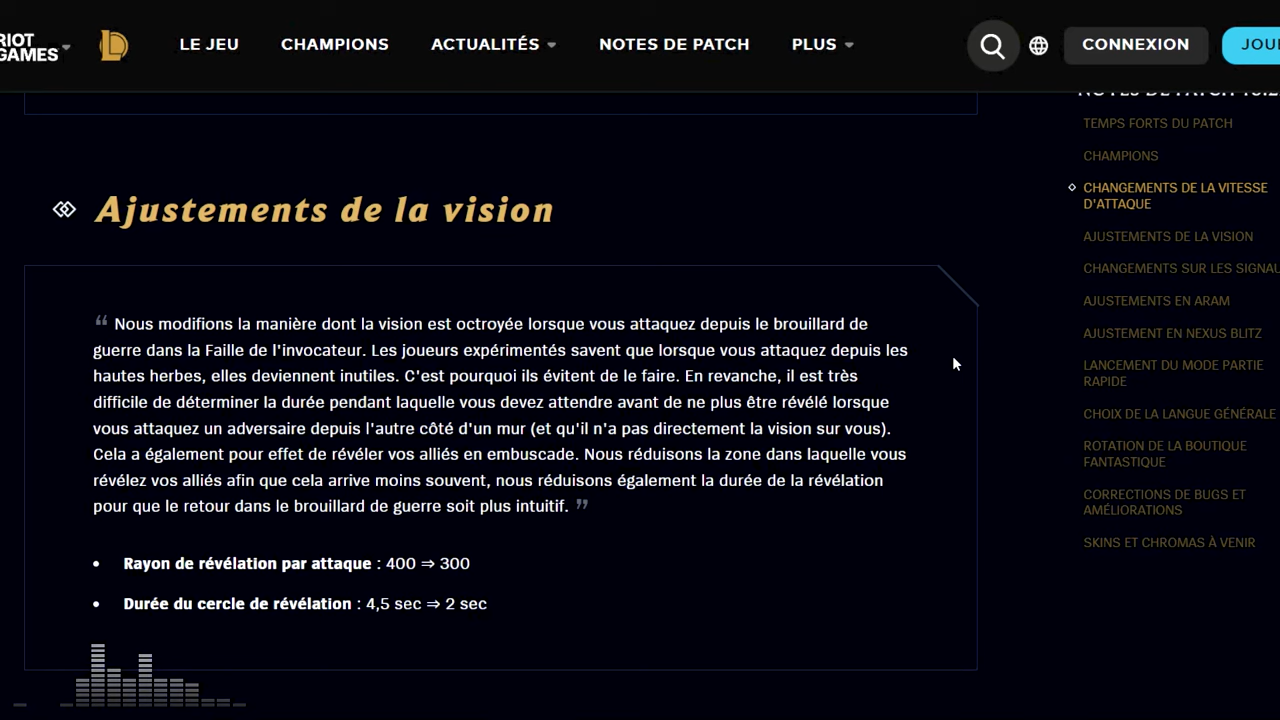 RIOT
GAMES
LE JEU
CHAMPIONS
ACTUALITÉS
NOTES DE PATCH
PLUS
CONNEXION
JOU
NOTES DE PATCH
TEMPS FORTS DU PATCH
CHAMPIONS
CHANGEMENTS DE LA VITESSE
D'ATTAQUE
AJUSTEMENTS DE LA VISION
CHANGEMENTS SUR LES SIGNAU
AJUSTEMENTS EN ARAM
AJUSTEMENT EN NEXUS BLITZ
LANCEMENT DU MODE PARTIE
RAPIDE
CHOIX DE LA LANGUE GÉNÉRALE
ROTATION DE LA BOUTIQUE
FANTASTIQUE
CORRECTIONS DE BUGS ET
AMÉLIORATIONS
SKINS ET CHROMAS À VENIR
Ajustements de la vision
“ Nous modifions la manière dont la vision est octroyée lorsque vous attaquez depuis le brouillard de
guerre dans la Faille de l'invocateur. Les joueurs expérimentés savent que lorsque vous attaquez depuis les
hautes herbes, elles deviennent inutiles. C'est pourquoi ils évitent de le faire. En revanche, il est très
difficile de déterminer la durée pendant laquelle vous devez attendre avant de ne plus être révélé lorsque
vous attaquez un adversaire depuis l'autre côté d'un mur (et qu'il n'a pas directement la vision sur vous).
Cela a également pour effet de révéler vos alliés en embuscade. Nous réduisons la zone dans laquelle vous
révélez vos alliés afin que cela arrive moins souvent, nous réduisons également la durée de la révélation
pour que le retour dans le brouillard de guerre soit plus intuitif. ”
• Rayon de révélation par attaque : 400 ⇒ 300
• Durée du cercle de révélation : 4,5 sec ⇒ 2 sec